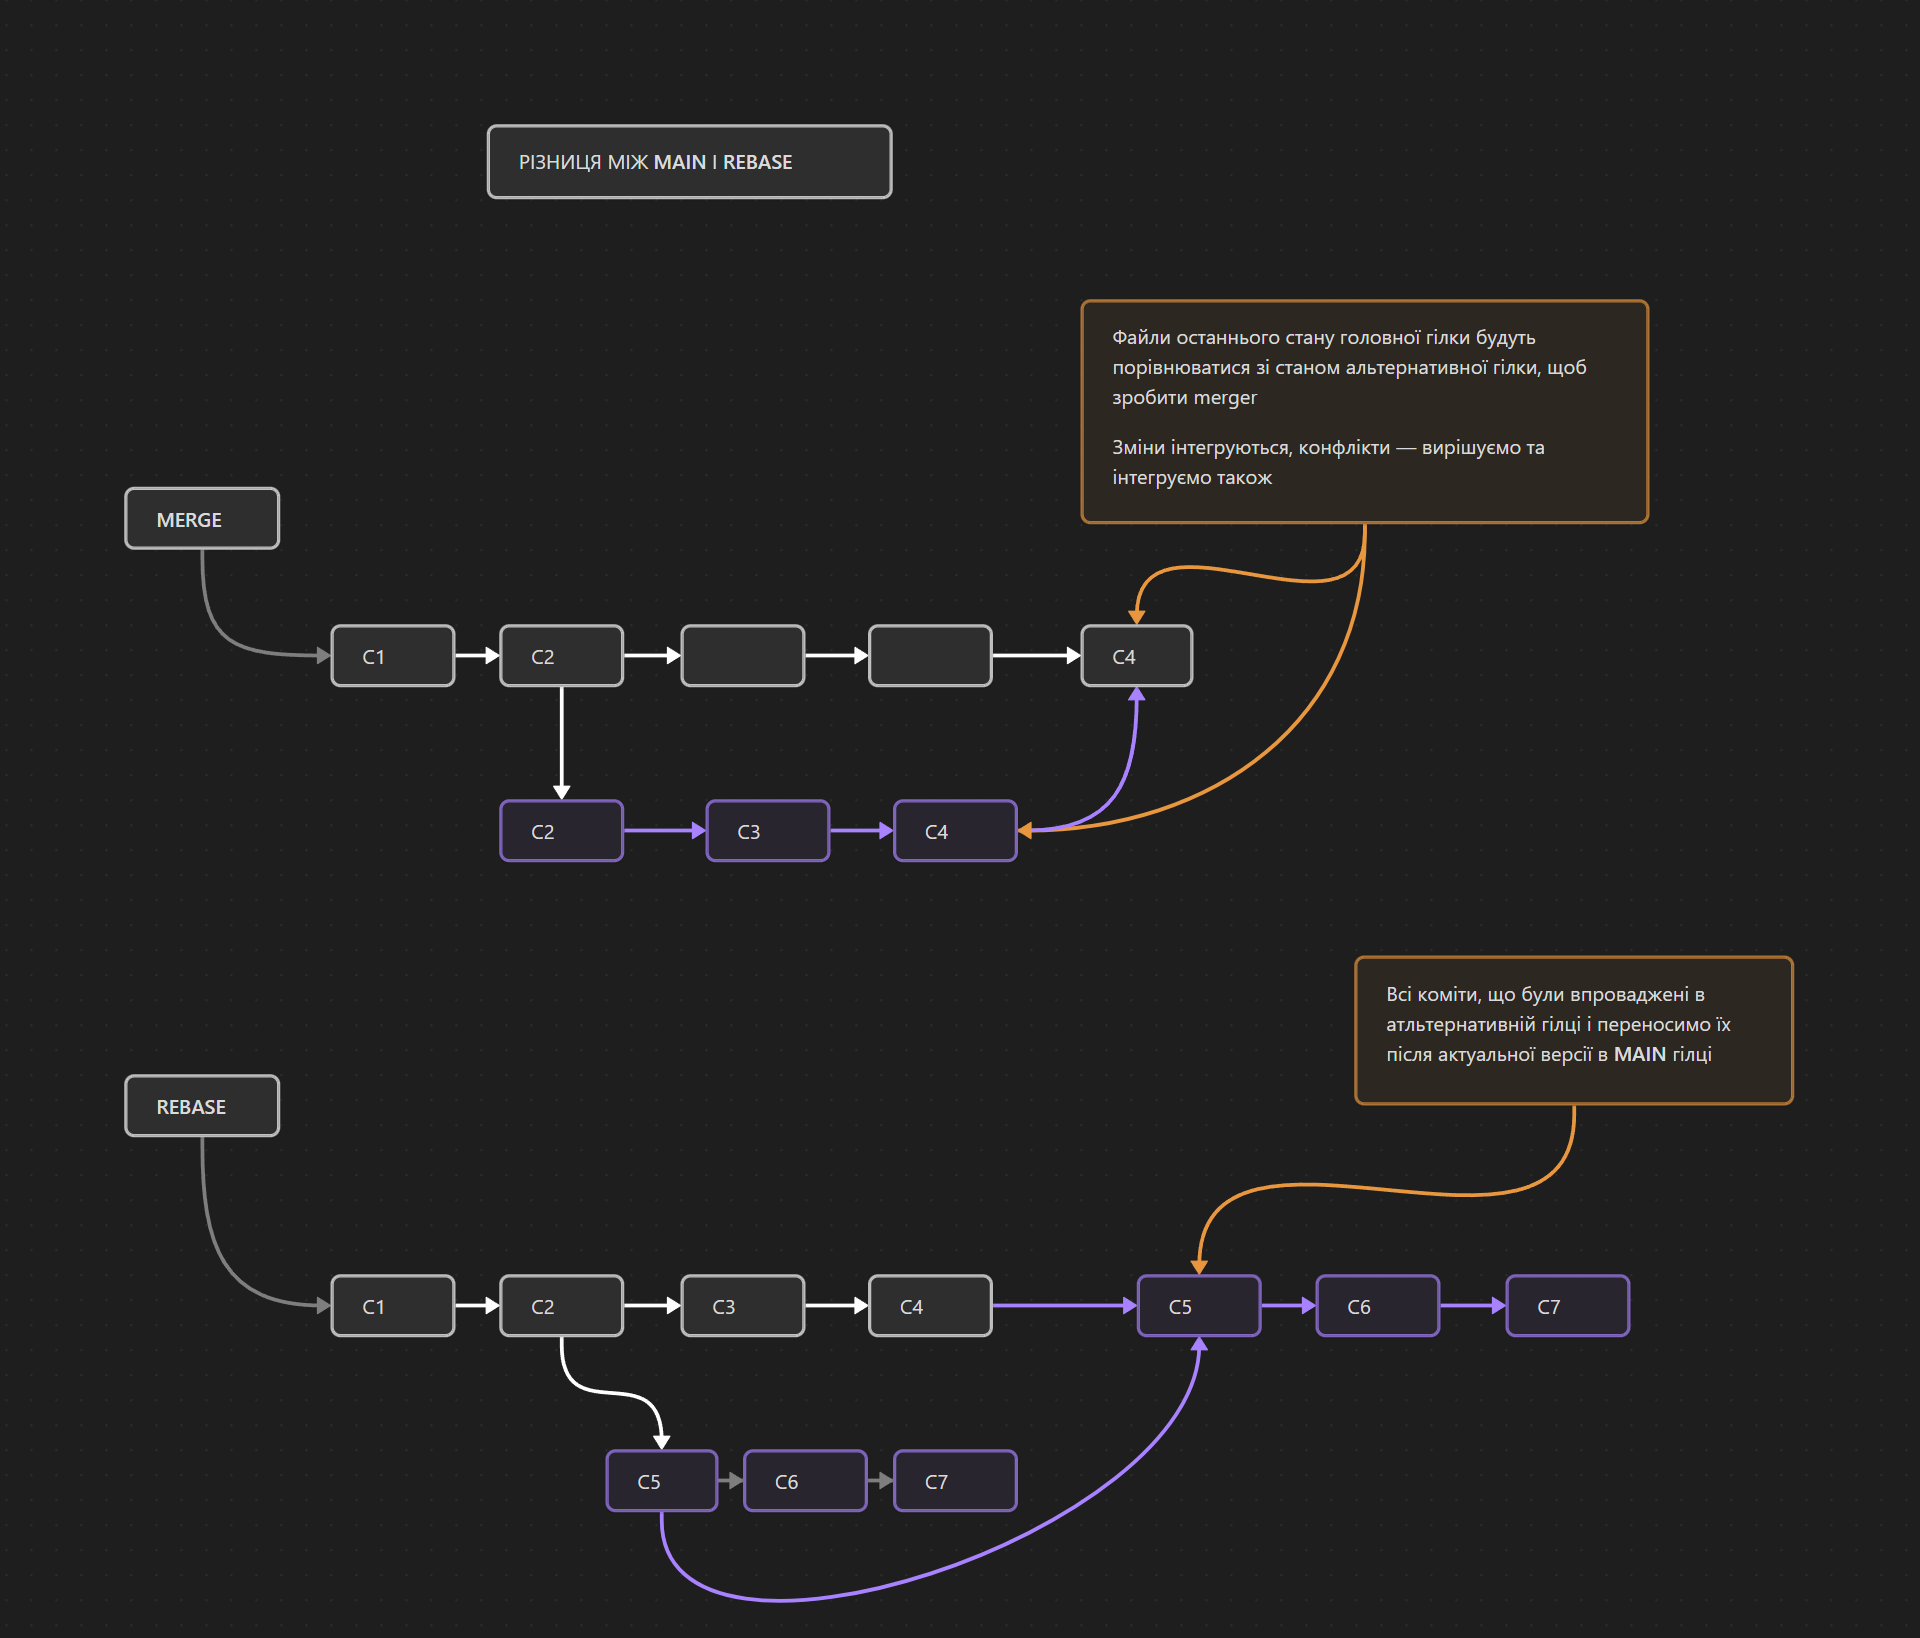 РІЗНИЦЯ МІЖ MAIN І REBASE
Файли останнього стану головної гілки будуть
порівнюватися зі станом альтернативної гілки, щоб
зробити merger
Зміни інтегруються, конфлікти — вирішуємо та
інтегруємо також
MERGE
C1
C2
C4
C2
C3
C4
Всі коміти, що були впроваджені в
атльтернативній гілці і переносимо їх
після актуальної версії в MAIN гілці
REBASE
C1
C2
C3
C4
C5
C6
C7
C5
C6
C7